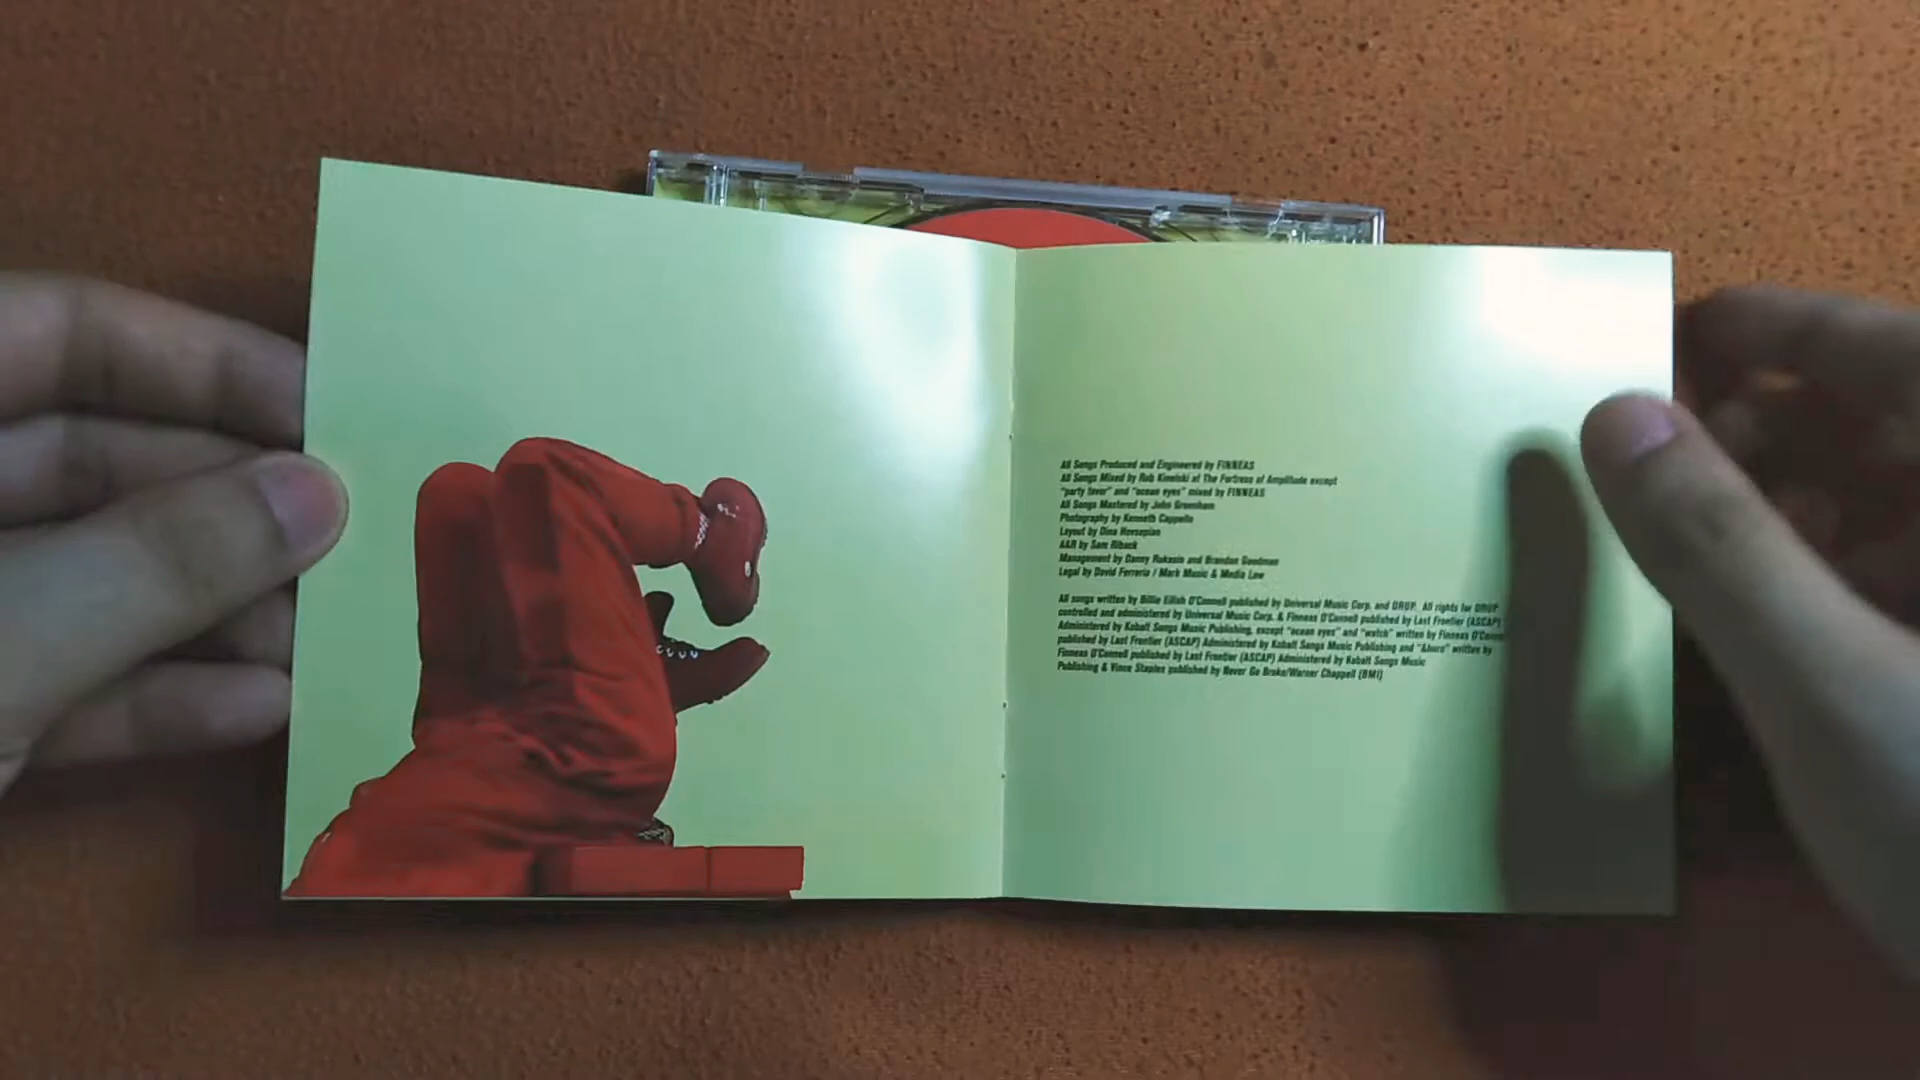 All Songs Produced and Engineered by FINNEAS
All Songs Mixed by Rob Kinelski at The Fortress of Amplitude except
"party favor" and "ocean eyes" mixed by FINNEAS
All Songs Mastered by John Greenham
Photography by Kenneth Cappello
Layout by Dina Hovsepian
A&R by Sam Riback
Management by Danny Rukasin and Brandon Goodman
Legal by David Ferreria / Mark Music & Media Law
All songs written by Billie Eilish O'Connell published by Universal Music Corp. and DRUP. All rights for DRUP
controlled and administered by Universal Music Corp. & Finneas O'Connell published by Last Frontier (ASCAP)
Administered by Kobalt Songs Music Publishing, except "ocean eyes" and "watch" written by Finneas
published by Last Frontier (ASCAP) Administered by Kobalt Songs Music Publishing and "&burn" written by
Finneas O'Connell published by Last Frontier (ASCAP) Administered by Kobalt Songs Music
Publishing & Vince Staples published by Never Go Broke/Warner Chappell (BMI)